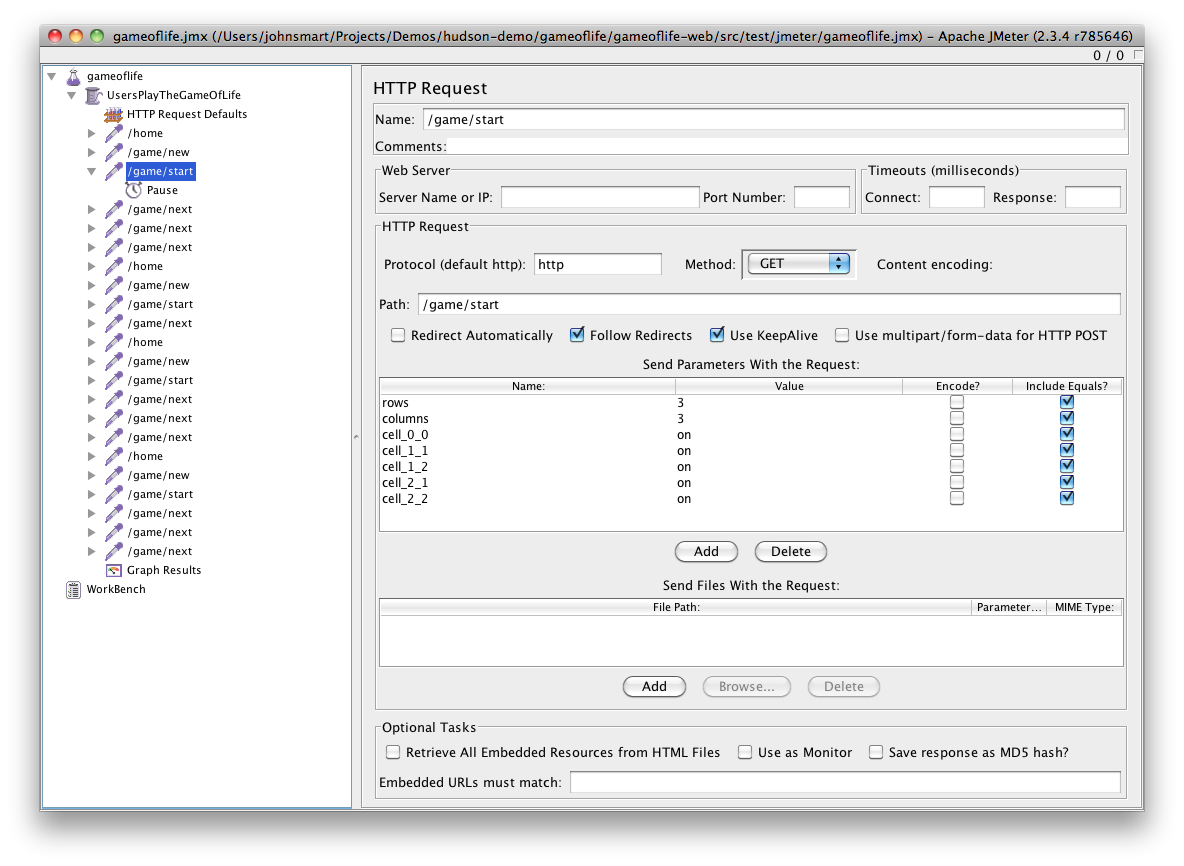 gameoflife.jmx (/Users/johnsmart/Projects/Demos/hudson-demo/gameoflife/gameoflife-web/src/test/jmeter/gameoflife.jmx) – Apache JMeter (2.3.4 r785646)
0 / 0
gameoflife
UsersPlayTheGameOfLife
HTTP Request Defaults
/home
/game/new
/game/start
Pause
/game/next
/game/next
/game/next
/home
/game/new
/game/start
/game/next
/home
/game/new
/game/start
/game/next
/game/next
/game/next
/home
/game/new
/game/start
/game/next
/game/next
/game/next
Graph Results
WorkBench
HTTP Request
Name: /game/start
Comments:
Web Server
Server Name or IP: Port Number:
Timeouts (milliseconds)
Connect: Response:
HTTP Request
Protocol (default http): http Method: GET Content encoding:
Path: /game/start
Redirect Automatically Follow Redirects Use KeepAlive Use multipart/form-data for HTTP POST
Send Parameters With the Request:
Name: Value Encode? Include Equals?
rows 3
columns 3
cell_0_0 on
cell_1_1 on
cell_1_2 on
cell_2_1 on
cell_2_2 on
Add Delete
Send Files With the Request:
File Path: Parameter... MIME Type:
Add Browse... Delete
Optional Tasks
Retrieve All Embedded Resources from HTML Files Use as Monitor Save response as MD5 hash?
Embedded URLs must match: